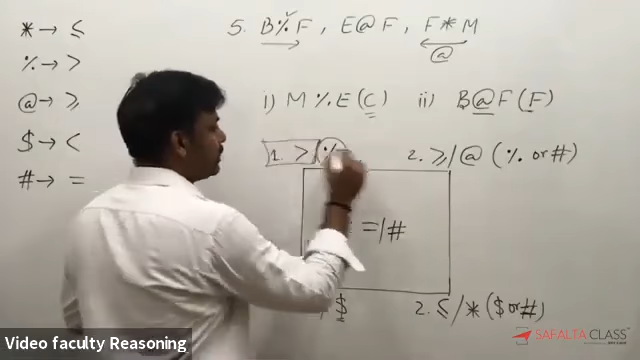 * → ≤ 5. B%F, E@F, F*M
% → > @
@ → ≥ i) M%E(C) ii) B@F(F)
$ → < 1. >/% 2. ≥/@ (% or #)
# → = =/#
$ 2. ≤/* ($ or #)
SAFALTA CLASS
Video faculty Reasoning